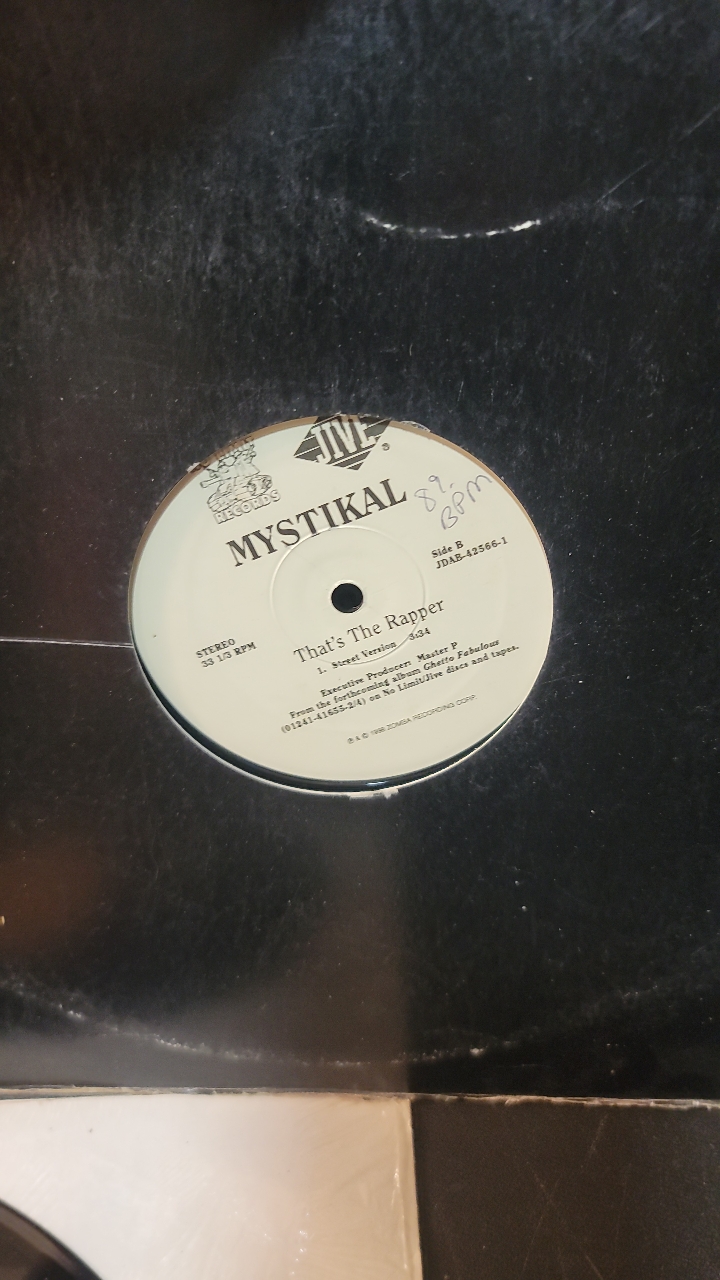 JIVE®
RECORDS
MYSTIKAL
89.
BPM
Side B
JDAB-42566-1
STEREO
33 1/3 RPM
That's The Rapper
1. Street Version 3:34
Executive Producer: Master P
From the forthcoming album Ghetto Fabulous
(01241-41655-2/4) on No Limit/Jive discs and tapes.
℗ & © 1998 ZOMBA RECORDING CORP.